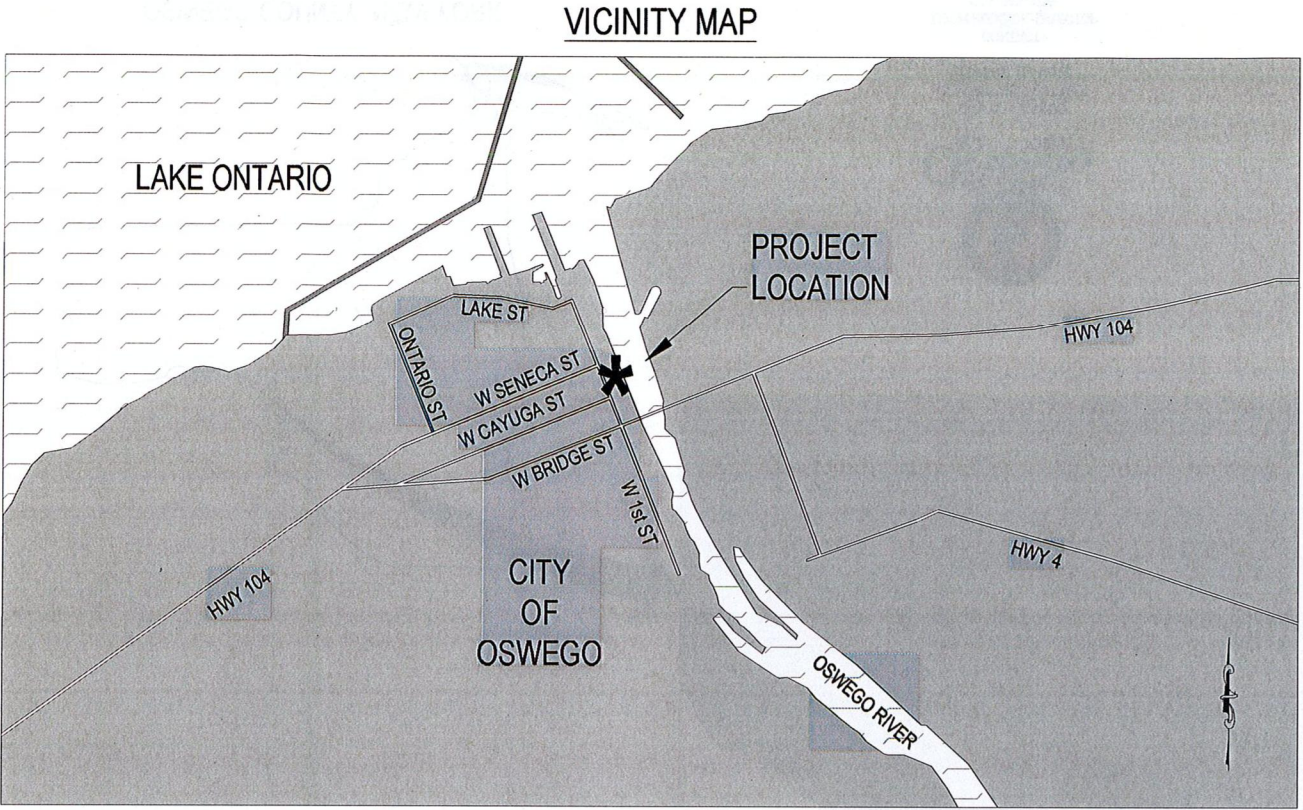 VICINITY MAP
LAKE ONTARIO
PROJECT
LOCATION
LAKE ST
HWY 104
ONTARIO ST
W SENECA ST
W CAYUGA ST
W BRIDGE ST
W 1st ST
HWY 4
CITY
OF
OSWEGO
HWY 104
OSWEGO RIVER